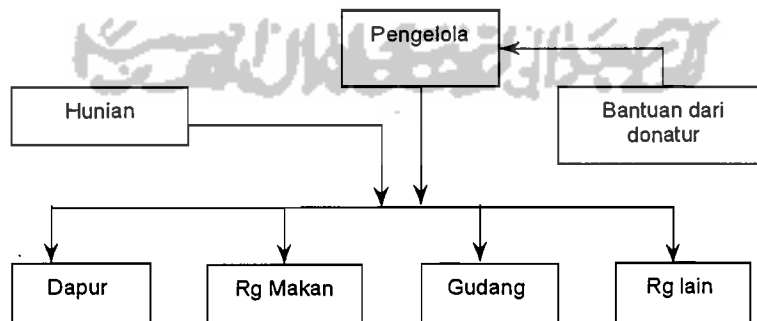 Pengelola
Hunian
Bantuan dari
donatur
Dapur
Rg Makan
Gudang
Rg lain